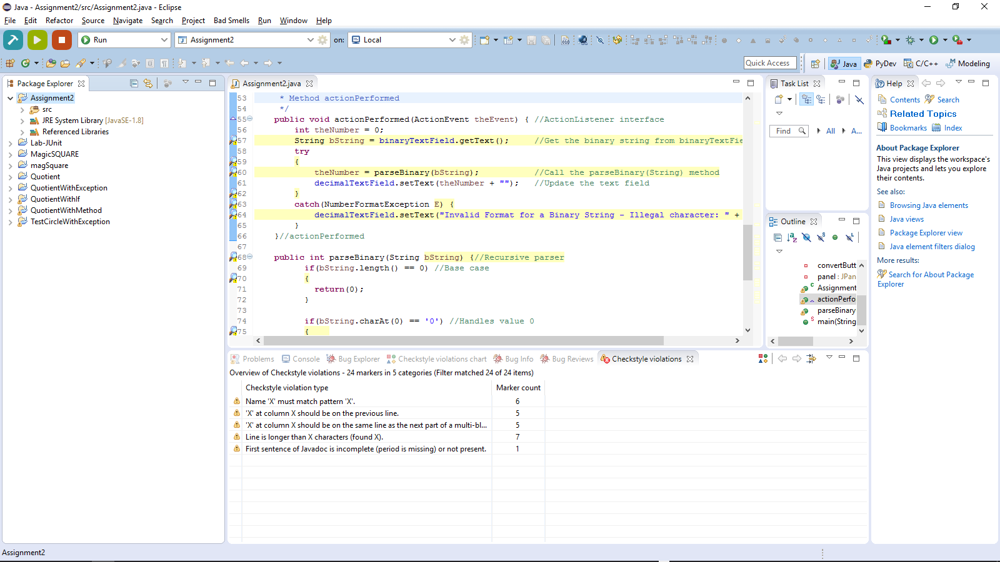 Java - Assignment2/src/Assignment2.java - Eclipse
File Edit Refactor Source Navigate Search Project Bad Smells Run Window Help
Run Assignment2 on: Local
Quick Access Java PyDev C/C++ Modeling
Package Explorer
Assignment2
src
JRE System Library [JavaSE-1.8]
Referenced Libraries
Lab-JUnit
MagicSQUARE
magSquare
Quotient
QuotientWithException
QuotientWithIf
QuotientWithMethod
TestCircleWithException
Assignment2.java
53 * Method actionPerformed
54 */
55 public void actionPerformed(ActionEvent theEvent) { //ActionListener interface
56 int theNumber = 0;
57 String bString = binaryTextField.getText(); //Get the binary string from binaryTextFie
58 try
59 {
60 theNumber = parseBinary(bString); //Call the parseBinary(String) method
61 decimalTextField.setText(theNumber + ""); //Update the text field
62 }
63 catch(NumberFormatException E) {
64 decimalTextField.setText("Invalid Format for a Binary String - Illegal character: " +
65 }
66 }//actionPerformed
67
68 public int parseBinary(String bString) {//Recursive parser
69 if(bString.length() == 0) //Base case
70 {
71 return(0);
72 }
73
74 if(bString.charAt(0) == '0') //Handles value 0
75 {
Task List
Find All A...
Outline
convertButt
panel : JPan
Assignment
actionPerfo
parseBinary
main(String
Help
Contents Search
Related Topics
Bookmarks Index
About Package Explorer
This view displays the workspace's
Java projects and lets you explore
their contents.
See also:
Browsing Java elements
Java views
Package Explorer view
Java element filters dialog
More results:
Search for About Package
Explorer
Problems Console Bug Explorer Checkstyle violations chart Bug Info Bug Reviews Checkstyle violations
Overview of Checkstyle violations - 24 markers in 5 categories (Filter matched 24 of 24 items)
Checkstyle violation type Marker count
Name 'X' must match pattern 'X'. 6
'X' at column X should be on the previous line. 5
'X' at column X should be on the same line as the next part of a multi-bl... 5
Line is longer than X characters (found X). 7
First sentence of Javadoc is incomplete (period is missing) or not present. 1
Assignment2